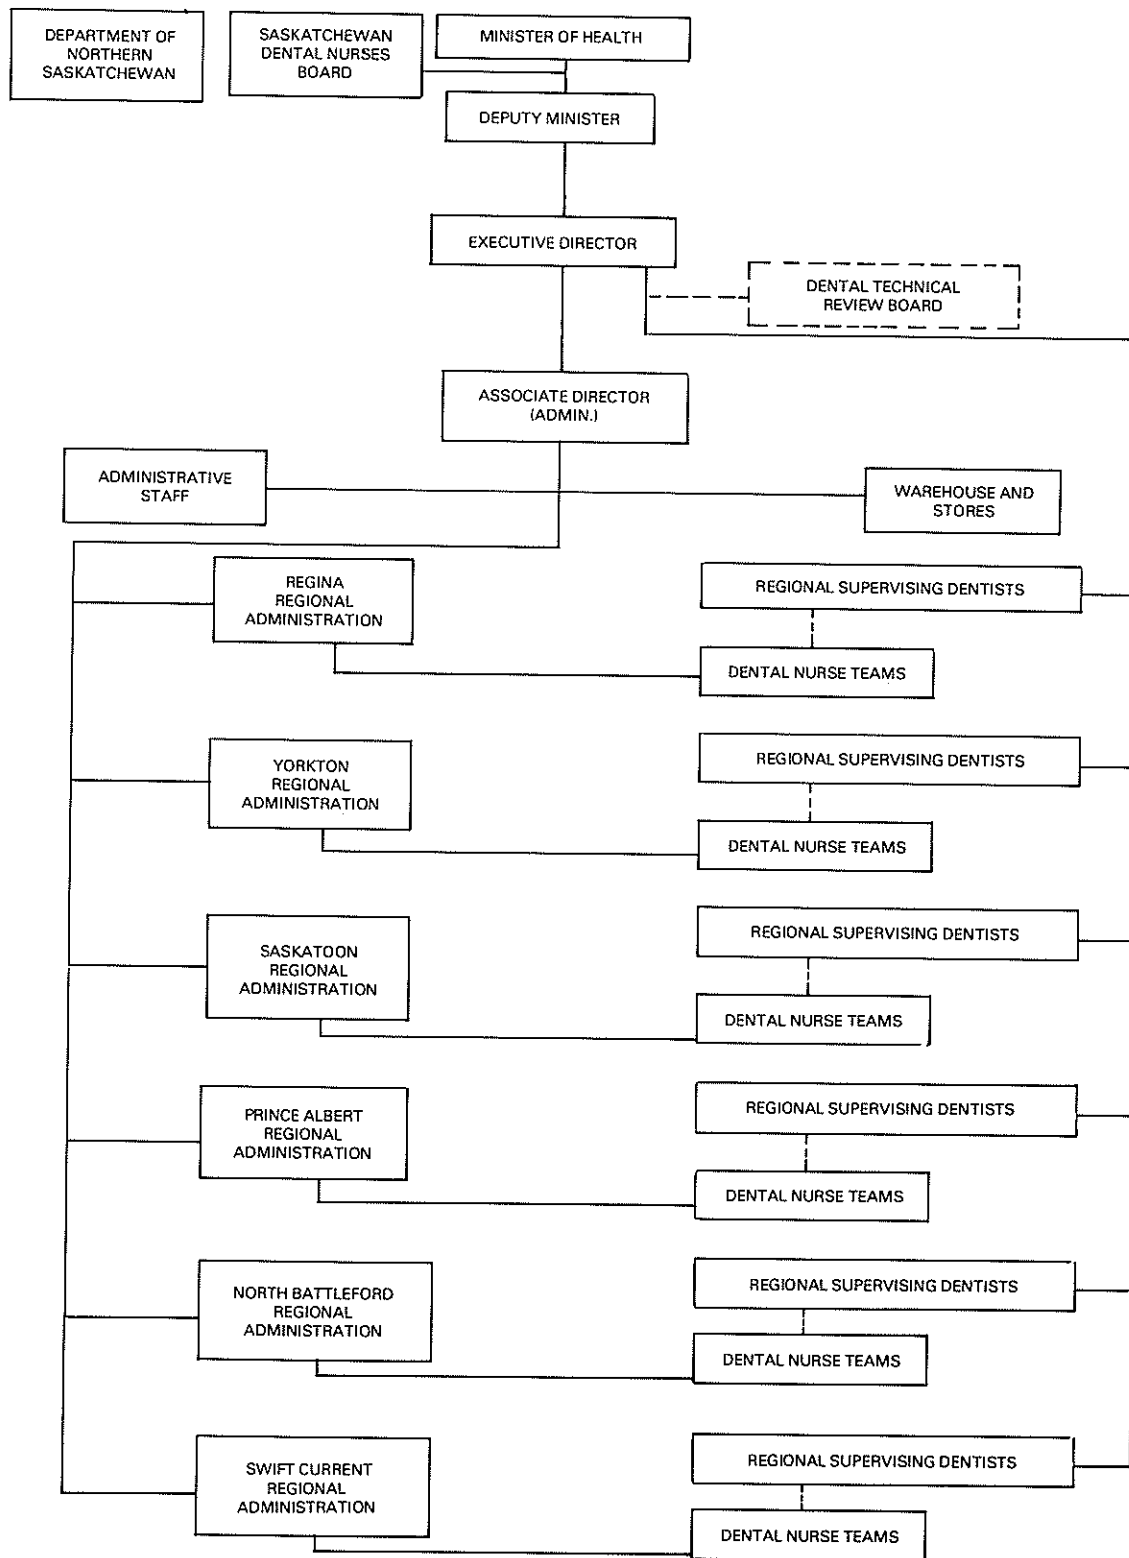 DEPARTMENT OF
NORTHERN
SASKATCHEWAN
SASKATCHEWAN
DENTAL NURSES
BOARD
MINISTER OF HEALTH
DEPUTY MINISTER
EXECUTIVE DIRECTOR
DENTAL TECHNICAL
REVIEW BOARD
ASSOCIATE DIRECTOR
(ADMIN.)
ADMINISTRATIVE
STAFF
WAREHOUSE AND
STORES
REGINA
REGIONAL
ADMINISTRATION
REGIONAL SUPERVISING DENTISTS
DENTAL NURSE TEAMS
YORKTON
REGIONAL
ADMINISTRATION
REGIONAL SUPERVISING DENTISTS
DENTAL NURSE TEAMS
SASKATOON
REGIONAL
ADMINISTRATION
REGIONAL SUPERVISING DENTISTS
DENTAL NURSE TEAMS
PRINCE ALBERT
REGIONAL
ADMINISTRATION
REGIONAL SUPERVISING DENTISTS
DENTAL NURSE TEAMS
NORTH BATTLEFORD
REGIONAL
ADMINISTRATION
REGIONAL SUPERVISING DENTISTS
DENTAL NURSE TEAMS
SWIFT CURRENT
REGIONAL
ADMINISTRATION
REGIONAL SUPERVISING DENTISTS
DENTAL NURSE TEAMS